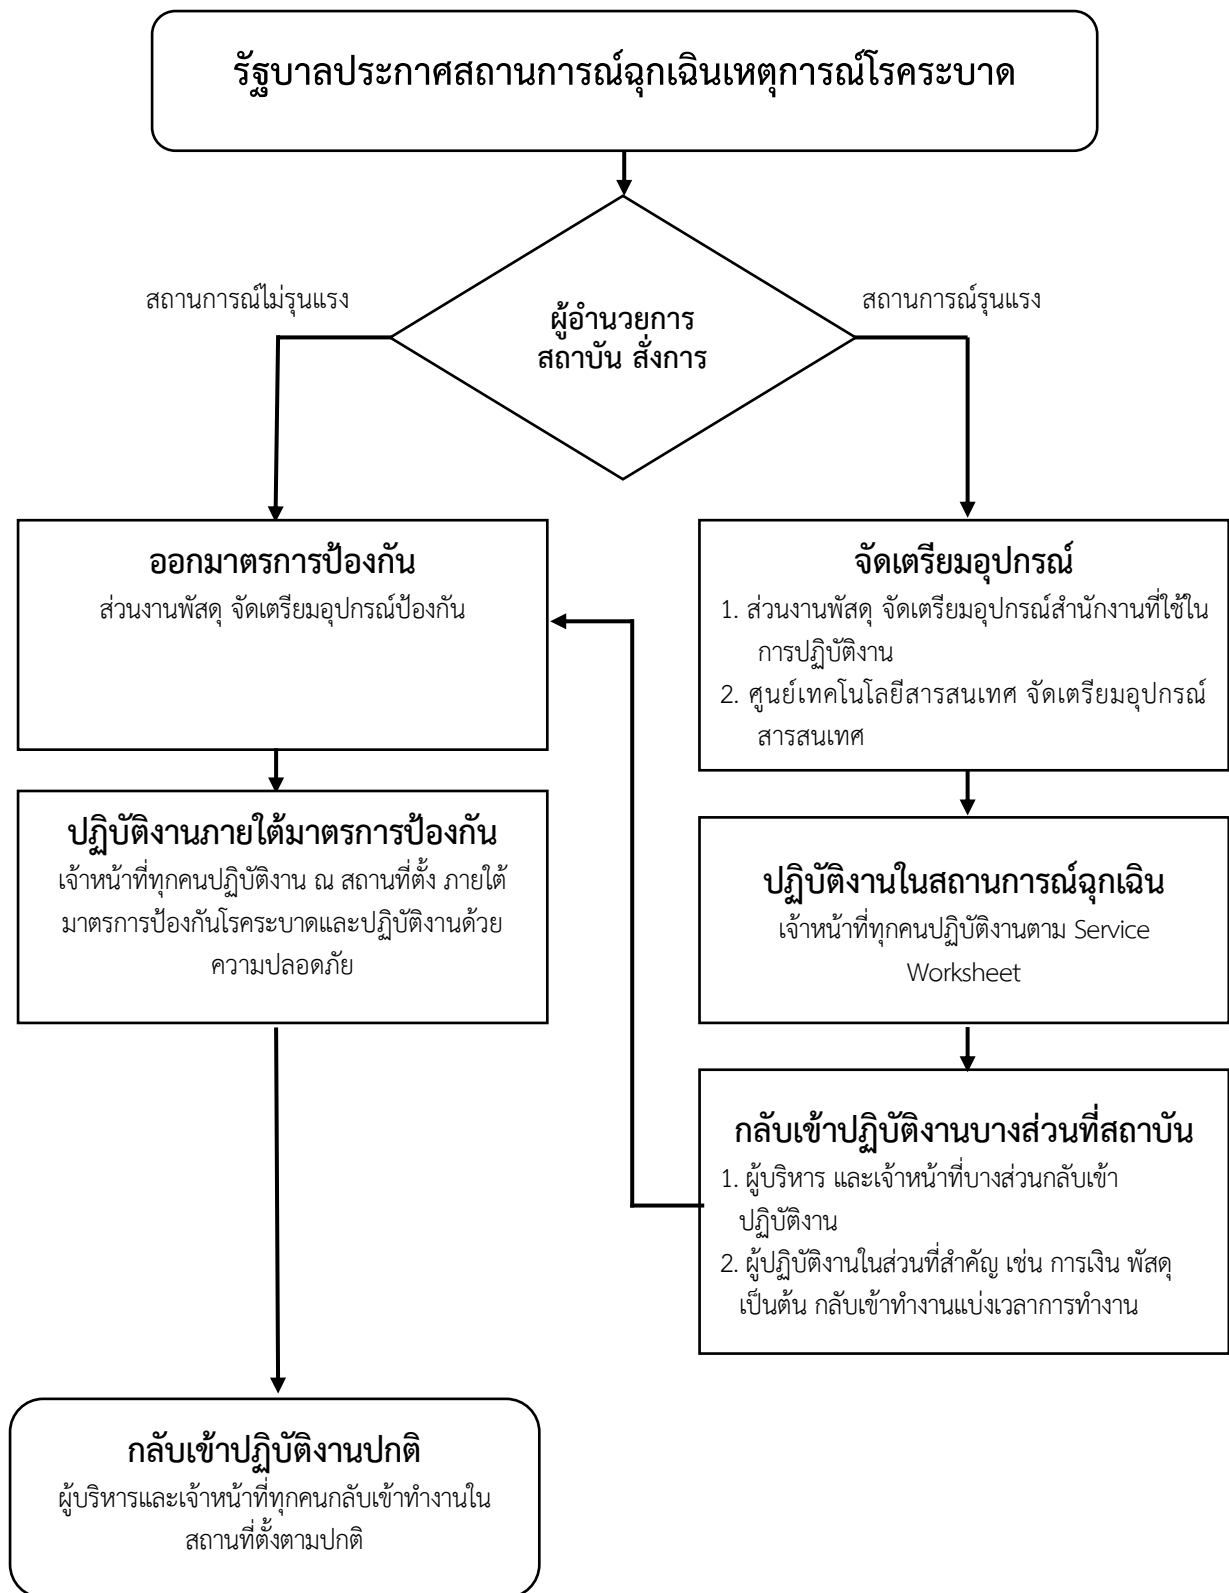 รัฐบาลประกาศสถานการณ์ฉุกเฉินเหตุการณ์โรคระบาด
สถานการณ์ไม่รุนแรง
สถานการณ์รุนแรง
ผู้อำนวยการ
สถาบัน สั่งการ
ออกมาตรการป้องกัน
ส่วนงานพัสดุ จัดเตรียมอุปกรณ์ป้องกัน
จัดเตรียมอุปกรณ์
1. ส่วนงานพัสดุ จัดเตรียมอุปกรณ์สำนักงานที่ใช้ใน
การปฏิบัติงาน
2. ศูนย์เทคโนโลยีสารสนเทศ จัดเตรียมอุปกรณ์
สารสนเทศ
ปฏิบัติงานภายใต้มาตรการป้องกัน
เจ้าหน้าที่ทุกคนปฏิบัติงาน ณ สถานที่ตั้ง ภายใต้
มาตรการป้องกันโรคระบาดและปฏิบัติงานด้วย
ความปลอดภัย
ปฏิบัติงานในสถานการณ์ฉุกเฉิน
เจ้าหน้าที่ทุกคนปฏิบัติงานตาม Service
Worksheet
กลับเข้าปฏิบัติงานบางส่วนที่สถาบัน
1. ผู้บริหาร และเจ้าหน้าที่บางส่วนกลับเข้า
ปฏิบัติงาน
2. ผู้ปฏิบัติงานในส่วนที่สำคัญ เช่น การเงิน พัสดุ
เป็นต้น กลับเข้าทำงานแบ่งเวลาการทำงาน
กลับเข้าปฏิบัติงานปกติ
ผู้บริหารและเจ้าหน้าที่ทุกคนกลับเข้าทำงานใน
สถานที่ตั้งตามปกติ